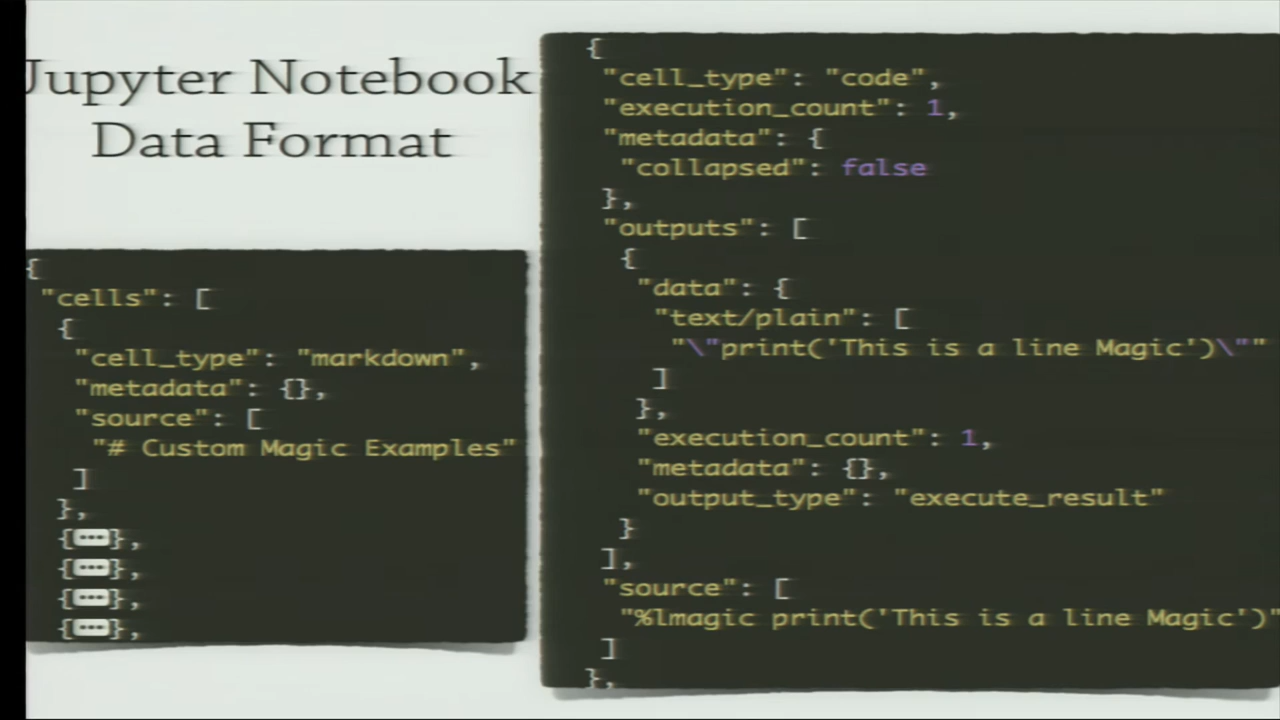 Jupyter Notebook
Data Format
{
"cells": [
{
"cell_type": "markdown",
"metadata": {},
"source": [
"# Custom Magic Examples"
]
},
{•••},
{•••},
{•••},
{•••},
{
"cell_type": "code",
"execution_count": 1,
"metadata": {
"collapsed": false
},
"outputs": [
{
"data": {
"text/plain": [
"\"print('This is a line Magic')\""
]
},
"execution_count": 1,
"metadata": {},
"output_type": "execute_result"
}
],
"source": [
"%lmagic print('This is a line Magic')"
]
},